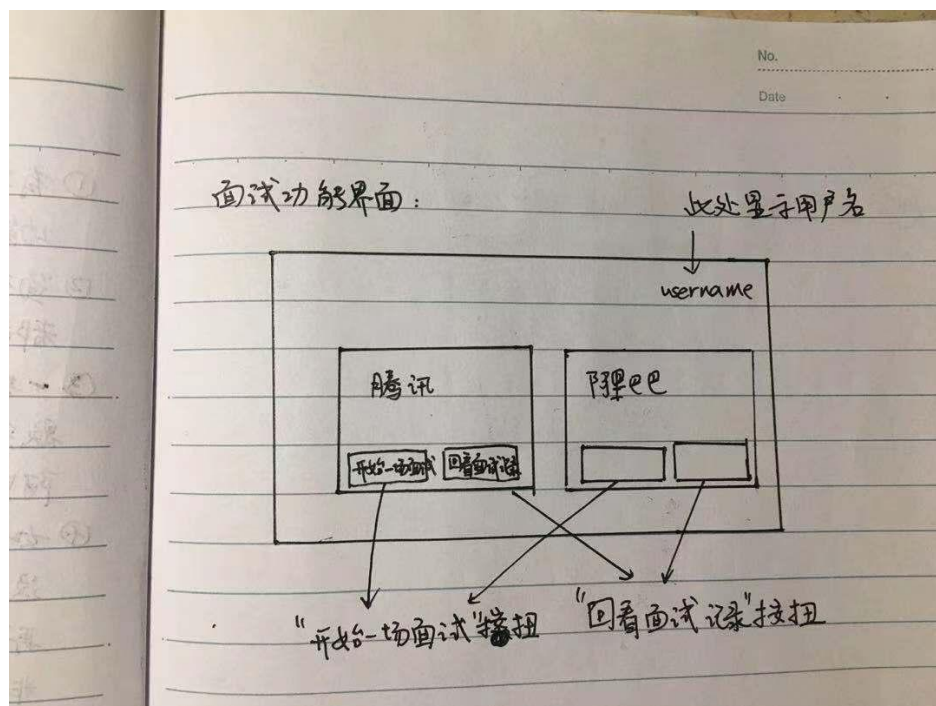 No.
Date
面试功能界面：
此处显示用户名
username
腾讯
阿里巴巴
开始一场面试
回看面试记录
"开始一场面试"按扭
"回看面试记录"按扭